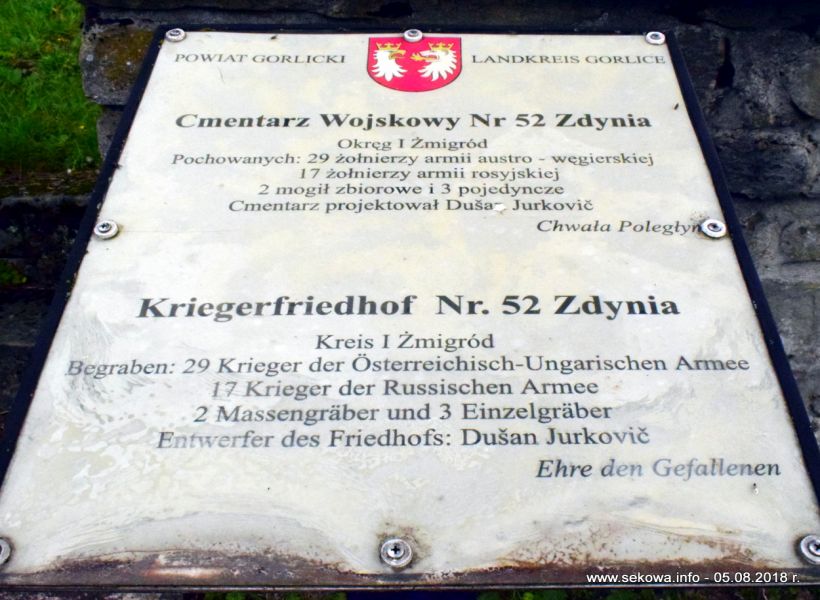 POWIAT GORLICKI LANDKREIS GORLICE
Cmentarz Wojskowy Nr 52 Zdynia
Okręg I Żmigród
Pochowanych: 29 żołnierzy armii austro - węgierskiej
17 żołnierzy armii rosyjskiej
2 mogił zbiorowe i 3 pojedyncze
Cmentarz projektował Dušan Jurkovič
Chwała Poległym
Kriegerfriedhof Nr. 52 Zdynia
Kreis I Żmigród
Begraben: 29 Krieger der Österreichisch-Ungarischen Armee
17 Krieger der Russischen Armee
2 Massengräber und 3 Einzelgräber
Entwerfer des Friedhofs: Dušan Jurkovič
Ehre den Gefallenen
www.sekowa.info - 05.08.2018 r.